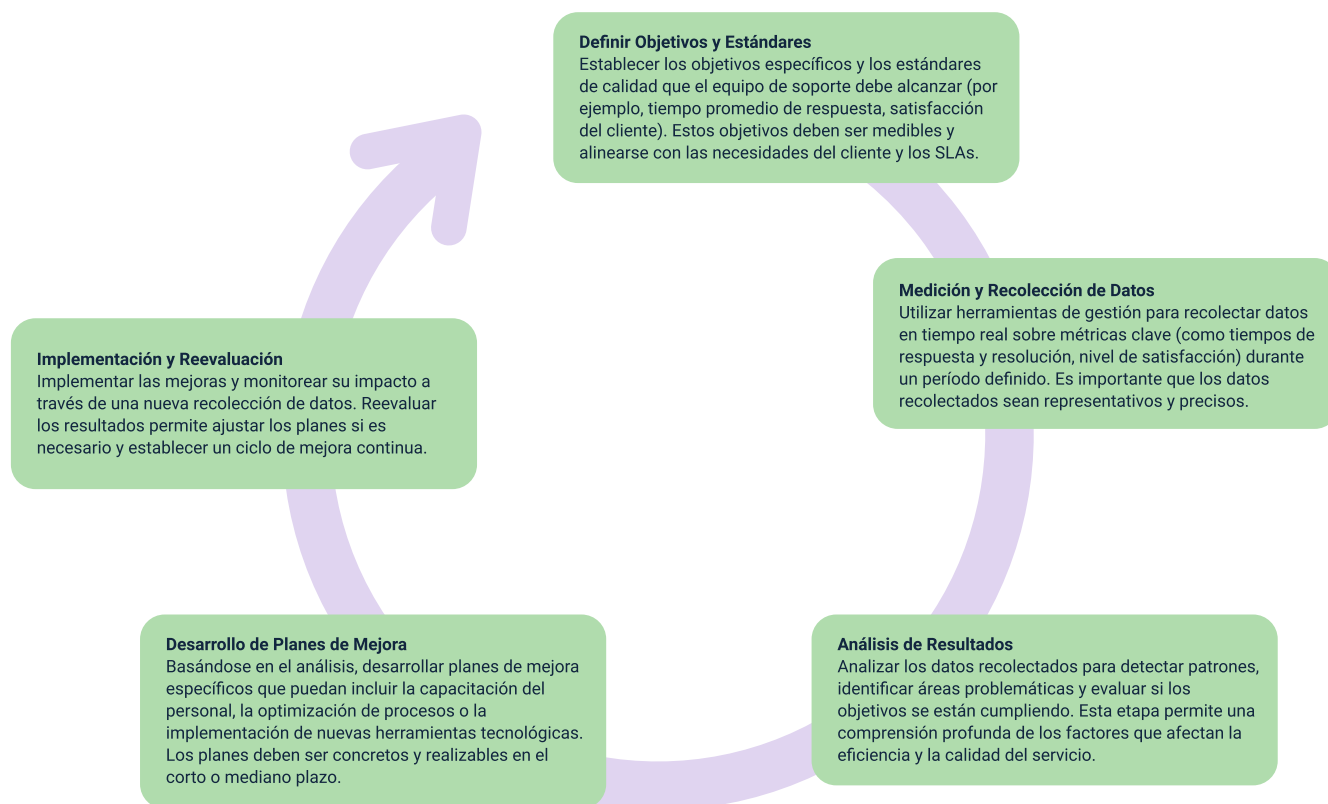 Definir Objetivos y Estándares
Establecer los objetivos específicos y los estándares
de calidad que el equipo de soporte debe alcanzar (por
ejemplo, tiempo promedio de respuesta, satisfacción
del cliente). Estos objetivos deben ser medibles y
alinearse con las necesidades del cliente y los SLAs.
Medición y Recolección de Datos
Utilizar herramientas de gestión para recolectar datos
en tiempo real sobre métricas clave (como tiempos de
respuesta y resolución, nivel de satisfacción) durante
un período definido. Es importante que los datos
recolectados sean representativos y precisos.
Análisis de Resultados
Analizar los datos recolectados para detectar patrones,
identificar áreas problemáticas y evaluar si los
objetivos se están cumpliendo. Esta etapa permite una
comprensión profunda de los factores que afectan la
eficiencia y la calidad del servicio.
Desarrollo de Planes de Mejora
Basándose en el análisis, desarrollar planes de mejora
específicos que puedan incluir la capacitación del
personal, la optimización de procesos o la
implementación de nuevas herramientas tecnológicas.
Los planes deben ser concretos y realizables en el
corto o mediano plazo.
Implementación y Reevaluación
Implementar las mejoras y monitorear su impacto a
través de una nueva recolección de datos. Reevaluar
los resultados permite ajustar los planes si es
necesario y establecer un ciclo de mejora continua.